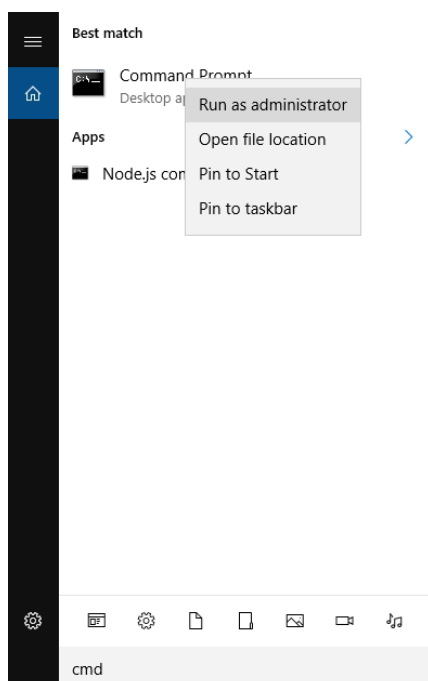 Best match
Command Prompt
Desktop a
Run as administrator
Apps
Open file location
Node.js con
Pin to Start
Pin to taskbar
cmd